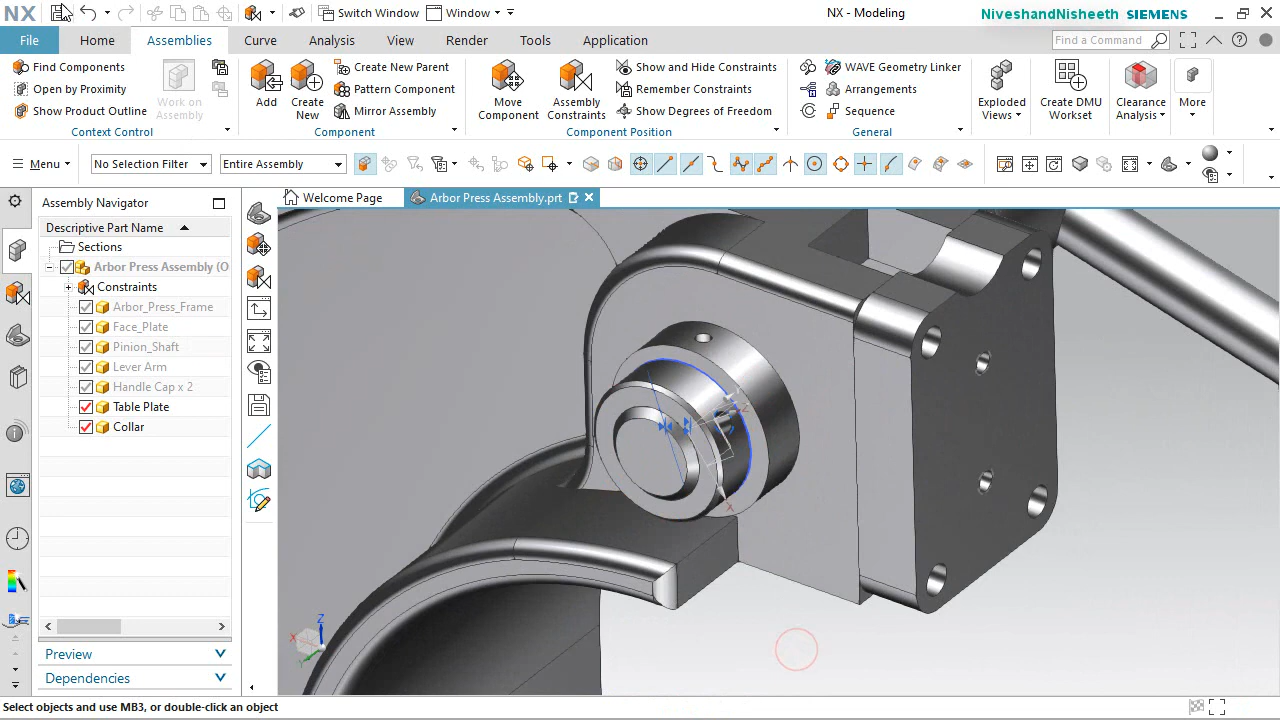 NX
Switch Window
Window
NX - Modeling
NiveshandNisheeth SIEMENS
File
Home
Assemblies
Curve
Analysis
View
Render
Tools
Application
Find a Command
Find Components
Open by Proximity
Show Product Outline
Work on Assembly
Context Control
Add
Create New
Create New Parent
Pattern Component
Mirror Assembly
Component
Move Component
Assembly Constraints
Show and Hide Constraints
Remember Constraints
Show Degrees of Freedom
Component Position
WAVE Geometry Linker
Arrangements
Sequence
General
Exploded Views
Create DMU Workset
Clearance Analysis
More
Menu
No Selection Filter
Entire Assembly
Assembly Navigator
Welcome Page
Arbor Press Assembly.prt
Descriptive Part Name
Sections
Arbor Press Assembly (O
Constraints
Arbor_Press_Frame
Face_Plate
Pinion_Shaft
Lever Arm
Handle Cap x 2
Table Plate
Collar
Z
X
Z
X
Y
Preview
Dependencies
Select objects and use MB3, or double-click an object